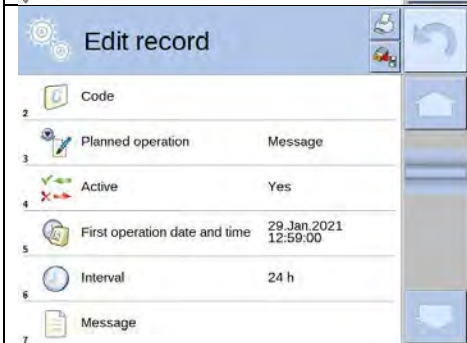 Edit record
2 Code
3 Planned operation Message
4 Active Yes
5 First operation date and time 29.Jan.2021
12:59:00
6 Interval 24 h
7 Message